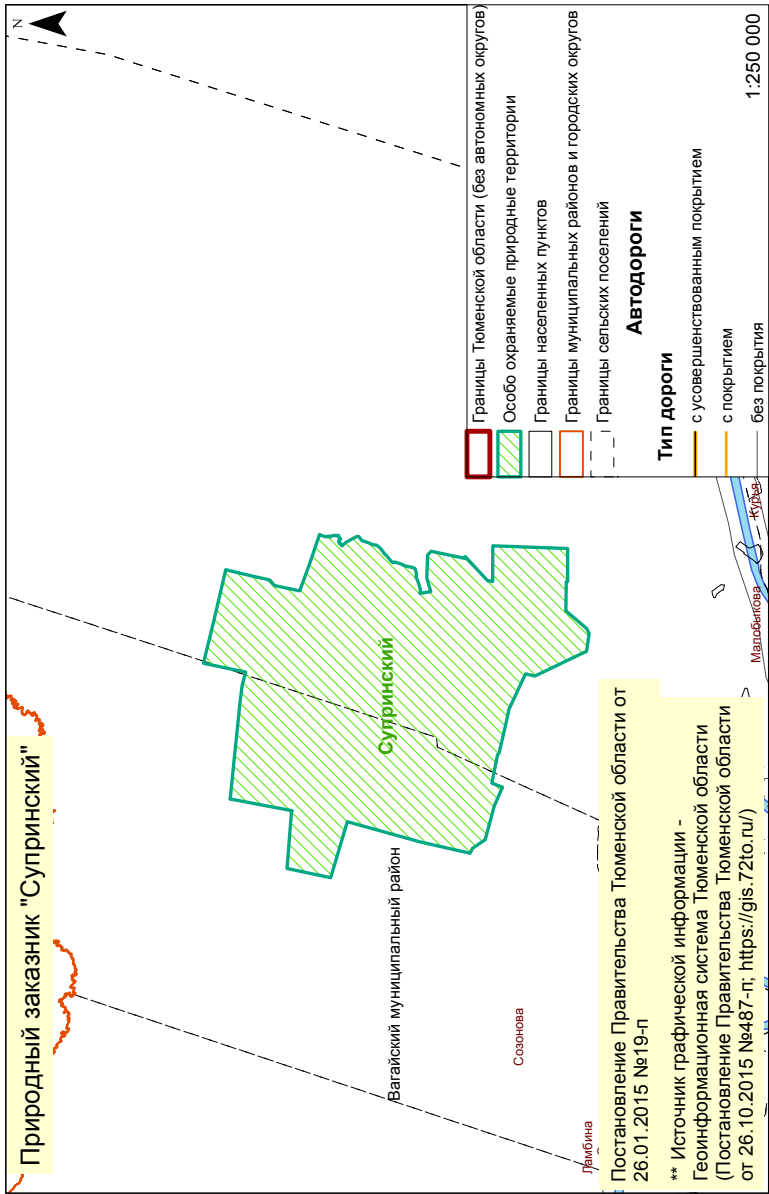 Природный заказник "Супринский"
N
Супринский
Вагайский муниципальный район
Созонова
Ламбина
Малобыкова
Курья
Постановление Правительства Тюменской области от
26.01.2015 №19-п
** Источник графической информации -
Геоинформационная система Тюменской области
(Постановление Правительства Тюменской области
от 26.10.2015 №487-п; https://gis.72to.ru/)
Границы Тюменской области (без автономных округов)
Особо охраняемые природные территории
Границы населенных пунктов
Границы муниципальных районов и городских округов
Границы сельских поселений
Автодороги
Тип дороги
с усовершенствованным покрытием
с покрытием
без покрытия
1:250 000